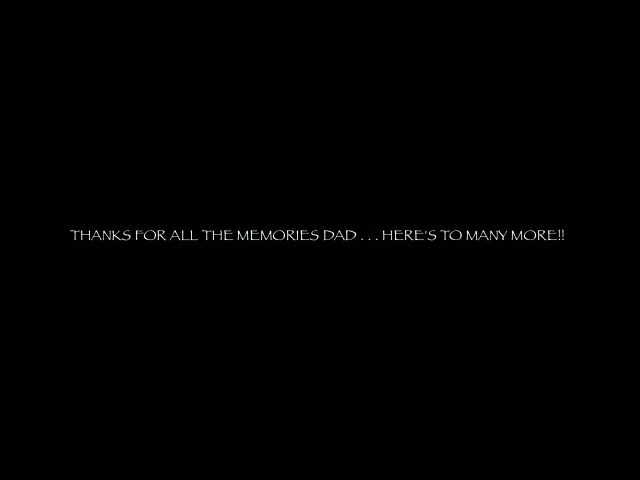 THANKS FOR ALL THE MEMORIES DAD . . . HERE'S TO MANY MORE!!